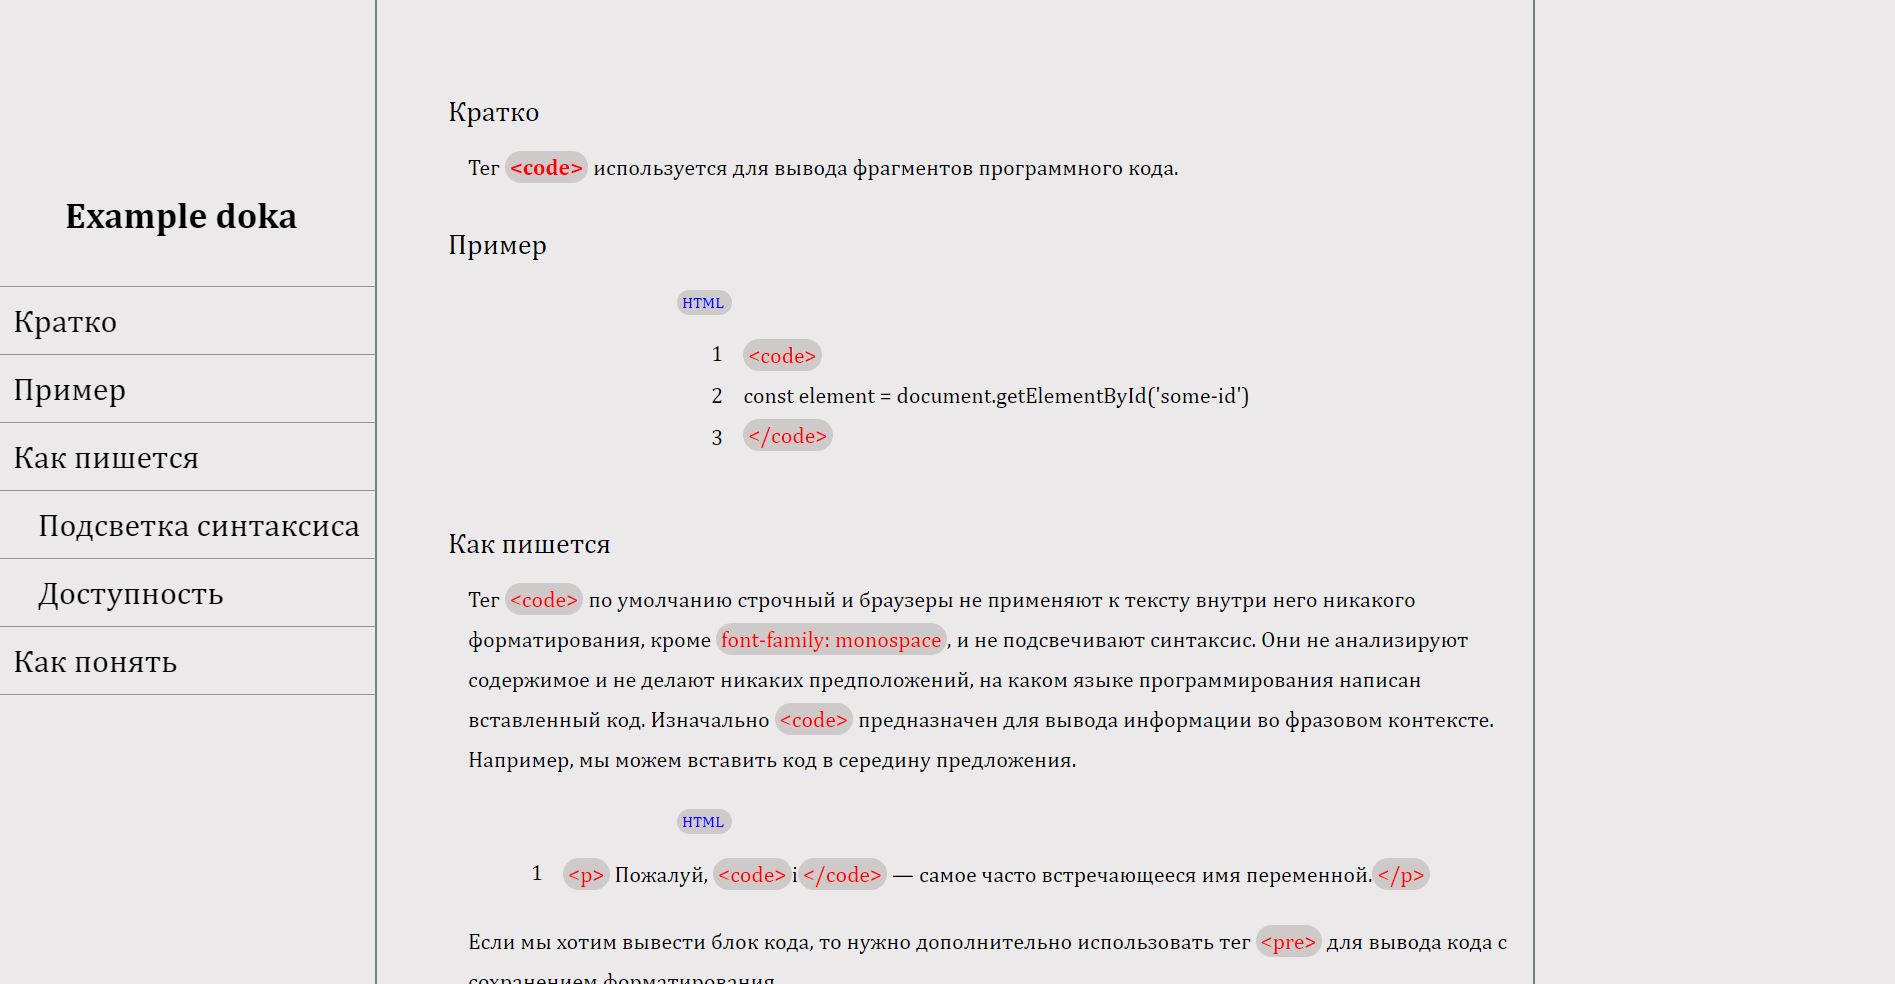 Example doka
Кратко
Пример
Как пишется
Подсветка синтаксиса
Доступность
Как понять
Кратко
Тег <code> используется для вывода фрагментов программного кода.
Пример
HTML
1 <code>
2 const element = document.getElementById('some-id')
3 </code>
Как пишется
Тег <code> по умолчанию строчный и браузеры не применяют к тексту внутри него никакого
форматирования, кроме font-family: monospace, и не подсвечивают синтаксис. Они не анализируют
содержимое и не делают никаких предположений, на каком языке программирования написан
вставленный код. Изначально <code> предназначен для вывода информации во фразовом контексте.
Например, мы можем вставить код в середину предложения.
HTML
1 <p> Пожалуй, <code>i</code> — самое часто встречающееся имя переменной.</p>
Если мы хотим вывести блок кода, то нужно дополнительно использовать тег <pre> для вывода кода с
сохранением форматирования.